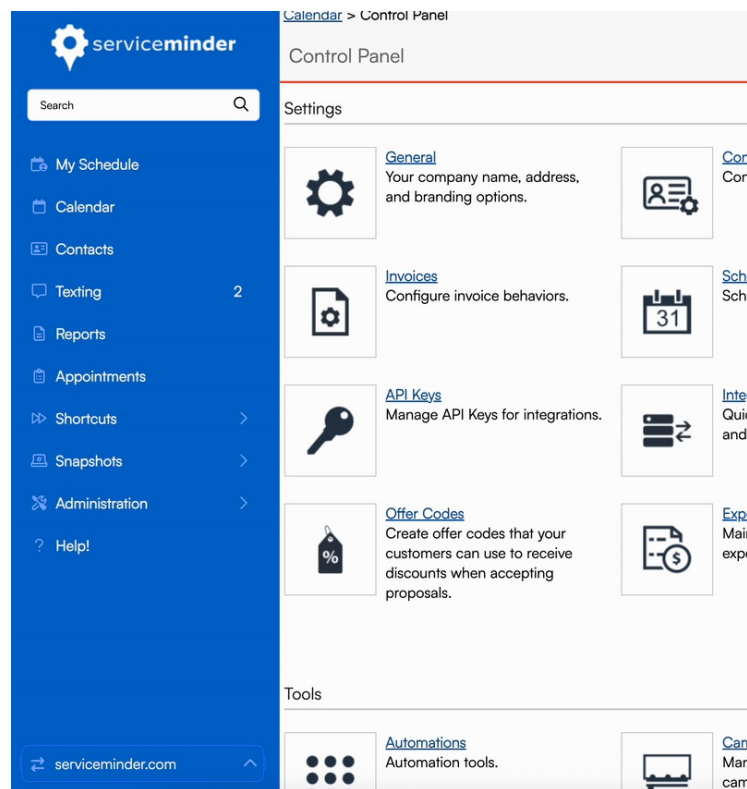 serviceminder
Search
My Schedule
Calendar
Contacts
Texting 2
Reports
Appointments
Shortcuts
Snapshots
Administration
? Help!
serviceminder.com
Calendar > Control Panel
Control Panel
Settings
General
Your company name, address,
and branding options.
Invoices
Configure invoice behaviors.
31
API Keys
Manage API Keys for integrations.
and
Offer Codes
Create offer codes that your
customers can use to receive
discounts when accepting
proposals.
%
$
Tools
Automations
Automation tools.